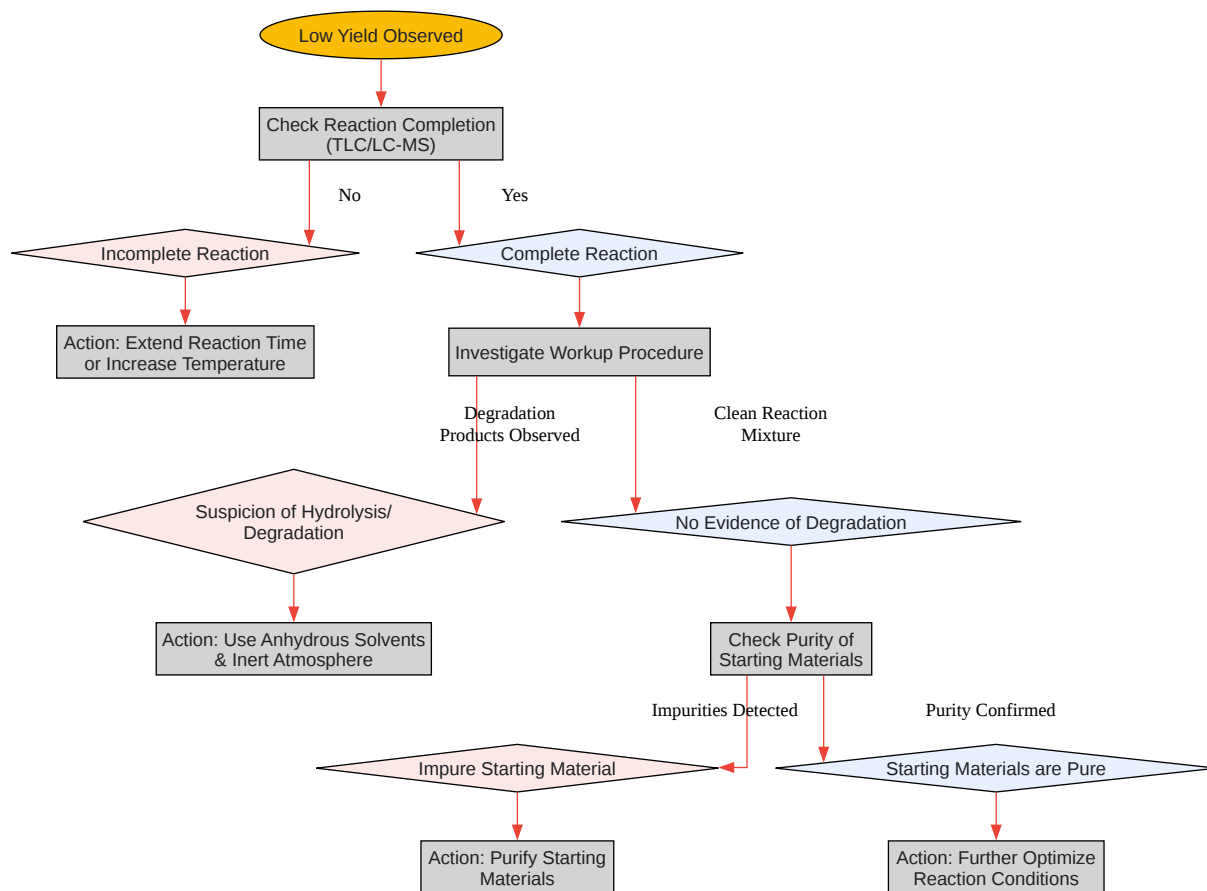 Low Yield Observed
Check Reaction Completion
(TLC/LC-MS)
No
Yes
Incomplete Reaction
Complete Reaction
Action: Extend Reaction Time
or Increase Temperature
Investigate Workup Procedure
Degradation
Products Observed
Clean Reaction
Mixture
Suspicion of Hydrolysis/
Degradation
No Evidence of Degradation
Action: Use Anhydrous Solvents
& Inert Atmosphere
Check Purity of
Starting Materials
Impurities Detected
Purity Confirmed
Impure Starting Material
Starting Materials are Pure
Action: Purify Starting
Materials
Action: Further Optimize
Reaction Conditions